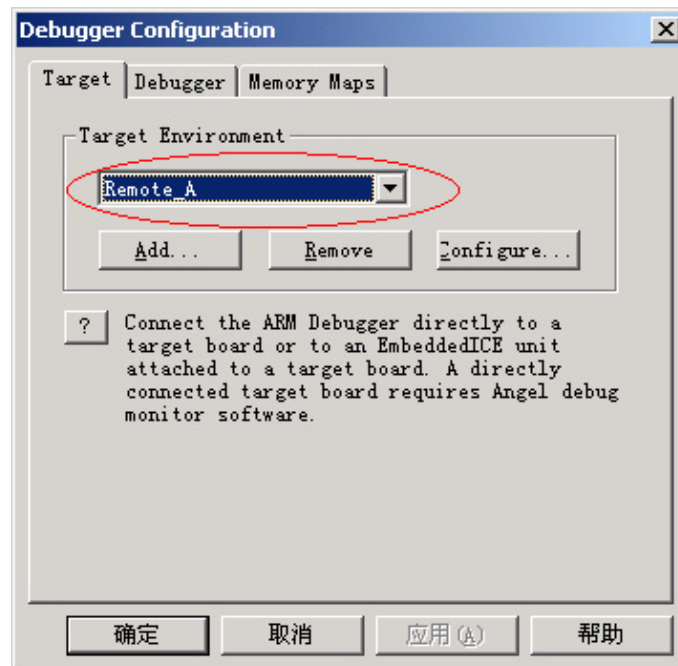 Debugger Configuration
Target Debugger Memory Maps
Target Environment
Remote_A
Add... Remove Configure...
? Connect the ARM Debugger directly to a
target board or to an EmbeddedICE unit
attached to a target board. A directly
connected target board requires Angel debug
monitor software.
确定 取消 应用(A) 帮助